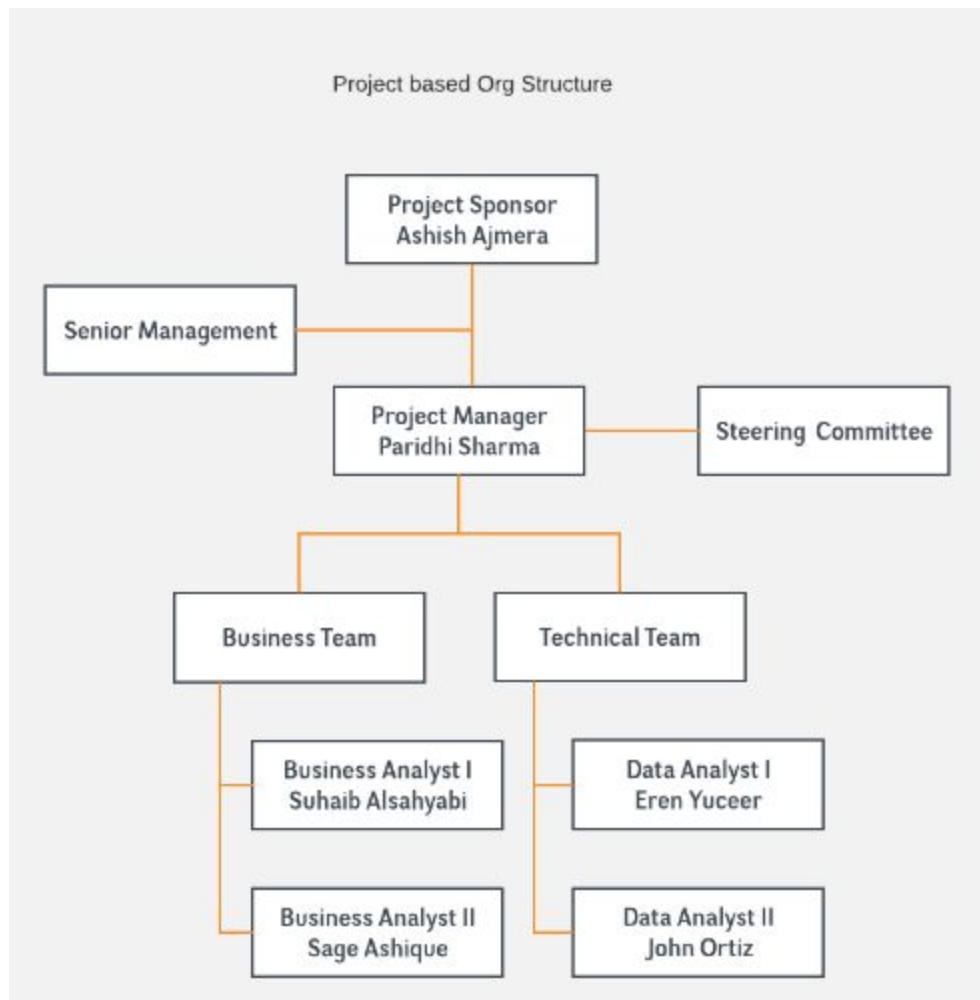 Project based Org Structure
Project Sponsor
Ashish Ajmera
Senior Management
Project Manager
Paridhi Sharma
Steering Committee
Business Team
Technical Team
Business Analyst I
Suhaib Alsahyabi
Data Analyst I
Eren Yuceer
Business Analyst II
Sage Ashique
Data Analyst II
John Ortiz